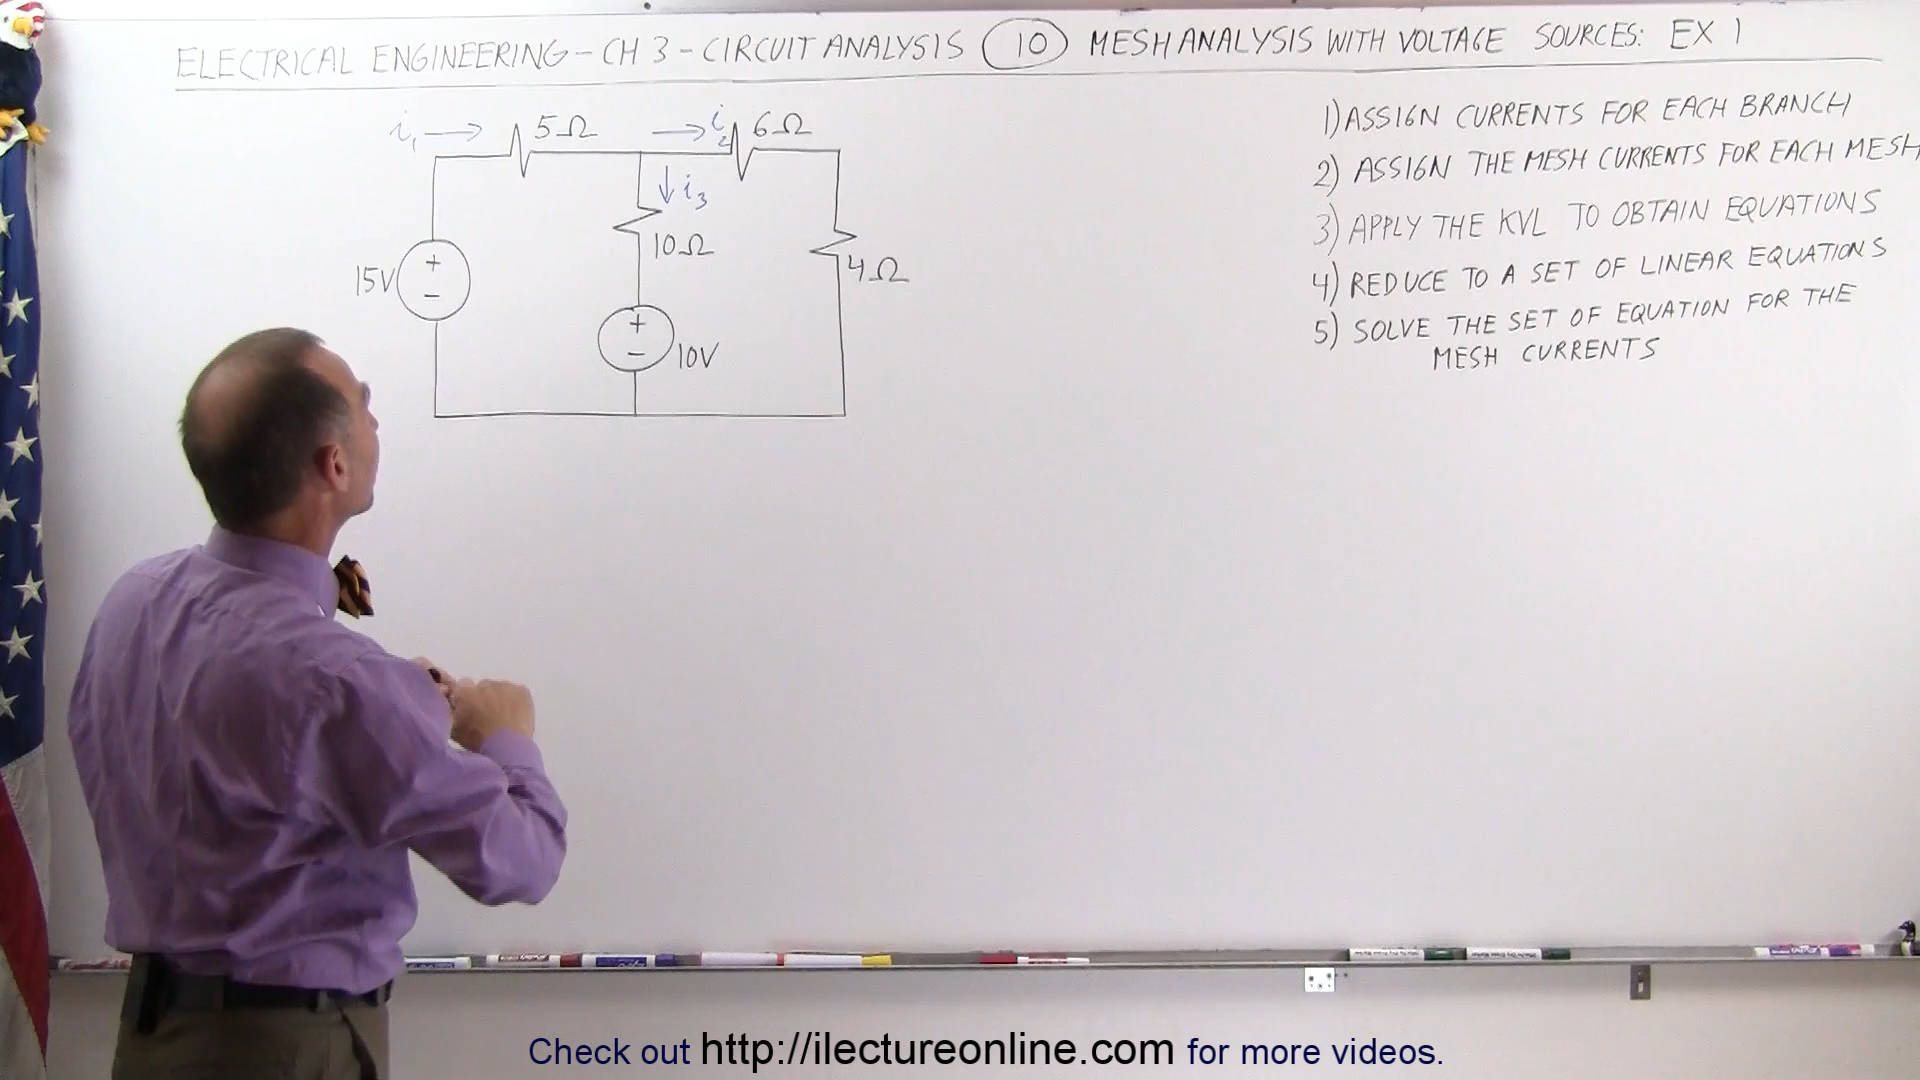 ELECTRICAL ENGINEERING - CH 3 - CIRCUIT ANALYSIS 10 MESH ANALYSIS WITH VOLTAGE SOURCES: EX 1
1) ASSIGN CURRENTS FOR EACH BRANCH
2) ASSIGN THE MESH CURRENTS FOR EACH MESH
3) APPLY THE KVL TO OBTAIN EQUATIONS
4) REDUCE TO A SET OF LINEAR EQUATIONS
5) SOLVE THE SET OF EQUATION FOR THE
MESH CURRENTS
i₁ → 5Ω → i₂ 6Ω
↓ i₃
10Ω
4Ω
15V + −
+ − 10V
Check out http://ilectureonline.com for more videos.